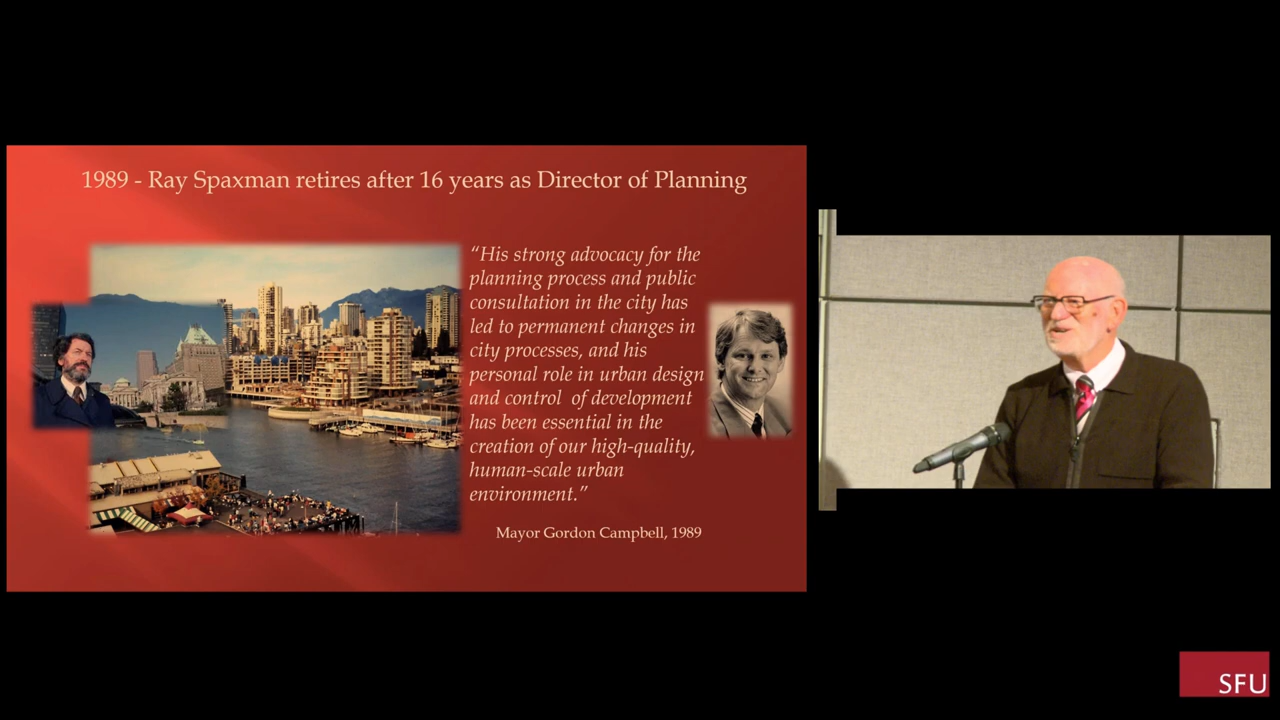 1989 - Ray Spaxman retires after 16 years as Director of Planning
“His strong advocacy for the
planning process and public
consultation in the city has
led to permanent changes in
city processes, and his
personal role in urban design
and control of development
has been essential in the
creation of our high-quality,
human-scale urban
environment.”
Mayor Gordon Campbell, 1989
SFU